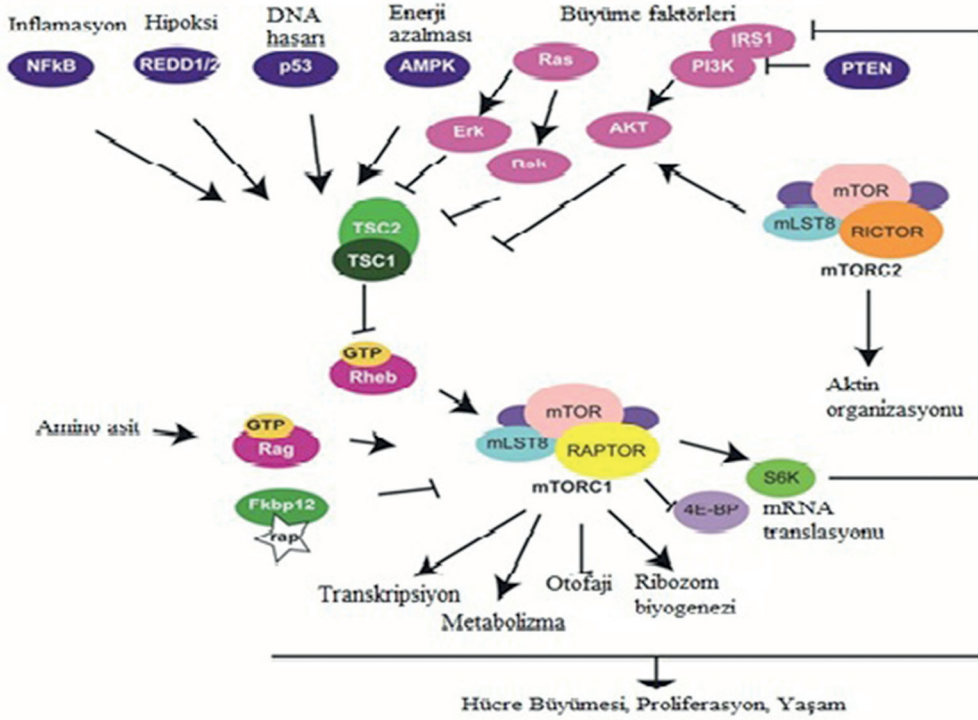 Inflamasyon
Hipoksi
DNA
hasarı
Enerji
azalması
Büyüme faktörleri
NFkB
REDD1/2
p53
AMPK
Ras
IRS1
PI3K
PTEN
Erk
Rsk
AKT
mTOR
mLST8
RICTOR
mTORC2
TSC2
TSC1
GTP
Rheb
Aktin
organizasyonu
Amino asit
GTP
Rag
mTOR
mLST8
RAPTOR
mTORC1
S6K
4E-BP
mRNA
translasyonu
Fkbp12
rap
Transkripsiyon
Metabolizma
Otofaji
Ribozom
biyogenezi
Hücre Büyümesi, Proliferasyon, Yaşam